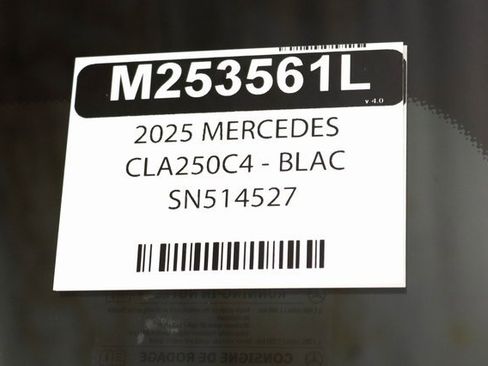 M253561L
v 4.0
2025 MERCEDES
CLA250C4 - BLAC
SN514527
CONSIGNE DE RODAGE